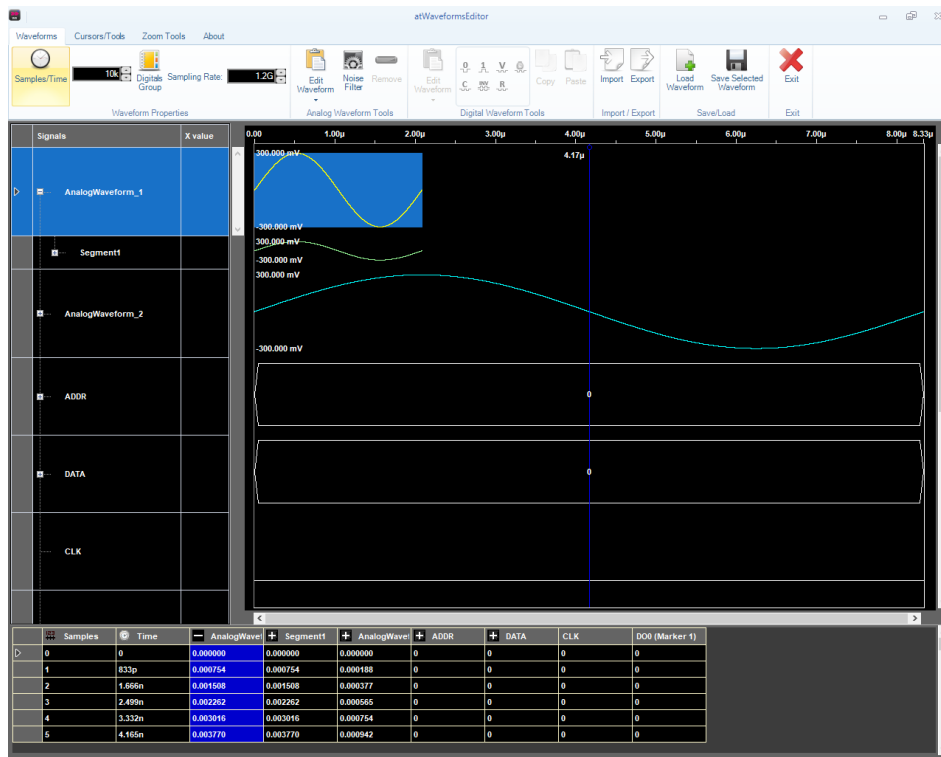 atWaveformsEditor
Waveforms Cursors/Tools Zoom Tools About
Samples/Time 10k Digitals Group Sampling Rate: 1.2G
Edit Waveform Noise Filter Remove
Edit Waveform 0 1 V C INV R Copy Paste
Import Export
Load Waveform Save Selected Waveform
Exit
Waveform Properties Analog Waveform Tools Digital Waveform Tools Import / Export Save/Load Exit
Signals X value 0.00 1.00µ 2.00µ 3.00µ 4.00µ 5.00µ 6.00µ 7.00µ 8.00µ 8.33µ
4.17µ
300.000 mV
AnalogWaveform_1
-300.000 mV
300.000 mV
Segment1
-300.000 mV
300.000 mV
AnalogWaveform_2
-300.000 mV
ADDR 0
DATA 0
CLK
Samples Time AnalogWavef Segment1 AnalogWavef ADDR DATA CLK DO0 (Marker 1)
0 0 0.000000 0.000000 0.000000 0 0 0 0
1 833p 0.000754 0.000754 0.000188 0 0 0 0
2 1.666n 0.001508 0.001508 0.000377 0 0 0 0
3 2.499n 0.002262 0.002262 0.000565 0 0 0 0
4 3.332n 0.003016 0.003016 0.000754 0 0 0 0
5 4.165n 0.003770 0.003770 0.000942 0 0 0 0